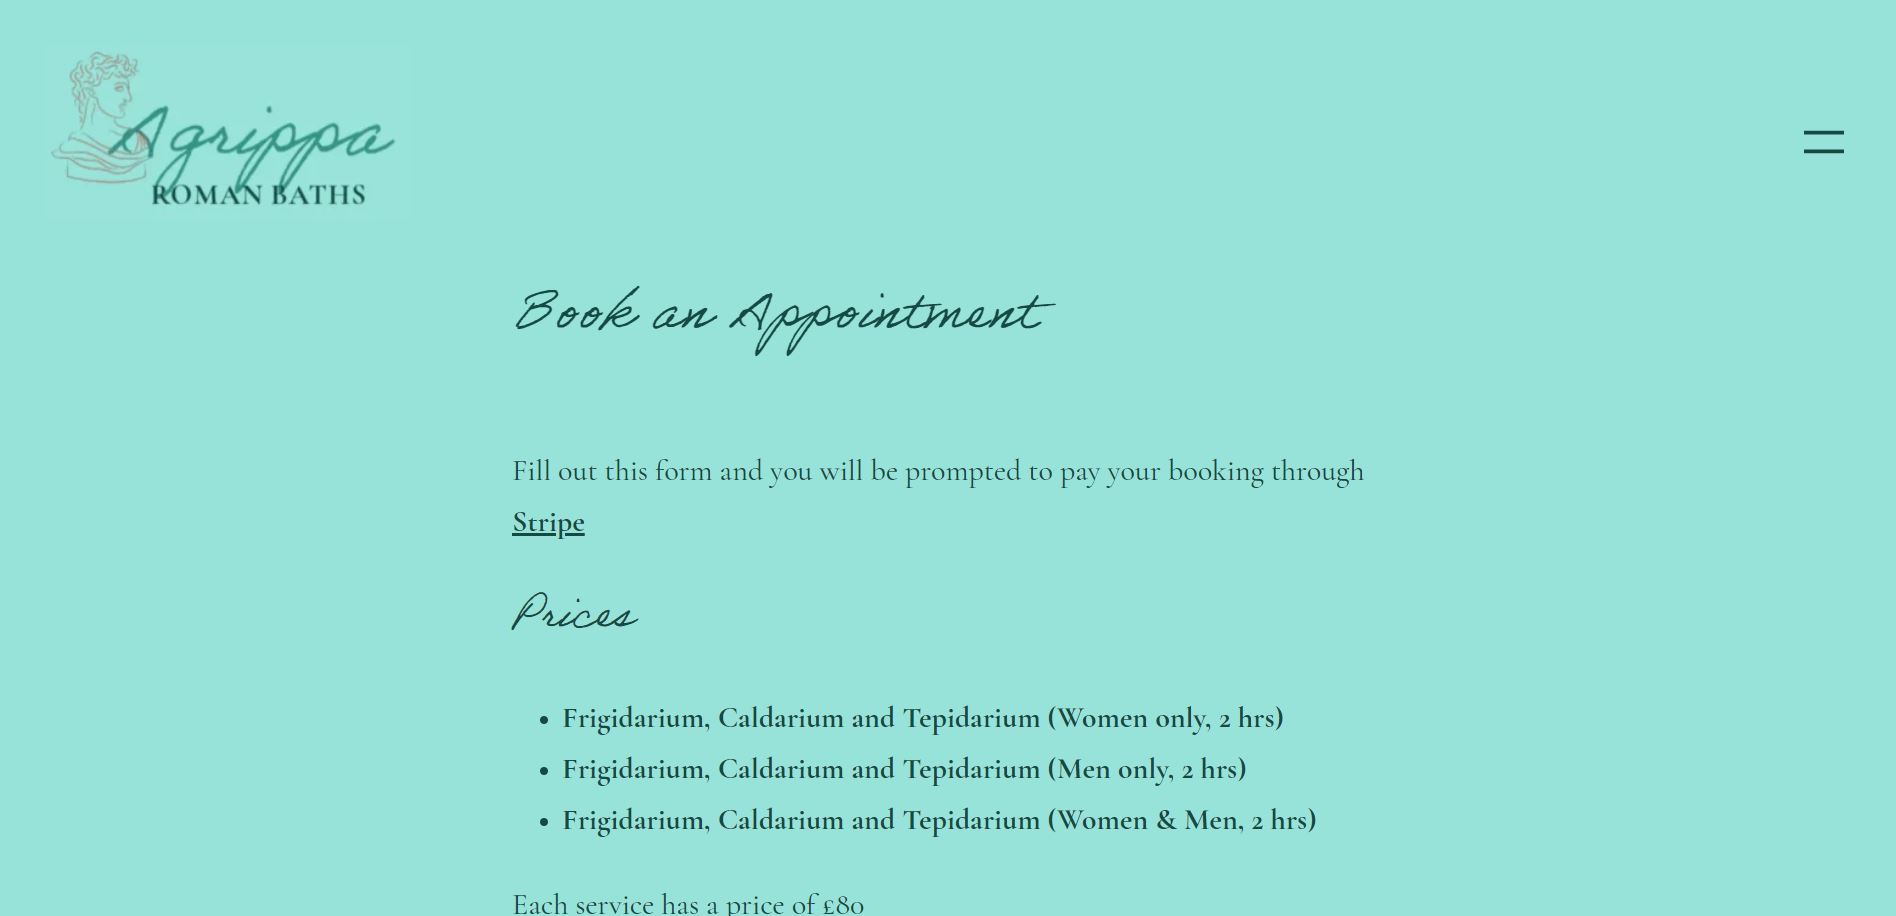 Agrippa
ROMAN BATHS
Book an Appointment
Fill out this form and you will be prompted to pay your booking through
Stripe
Prices
• Frigidarium, Caldarium and Tepidarium (Women only, 2 hrs)
• Frigidarium, Caldarium and Tepidarium (Men only, 2 hrs)
• Frigidarium, Caldarium and Tepidarium (Women & Men, 2 hrs)
Each service has a price of £80